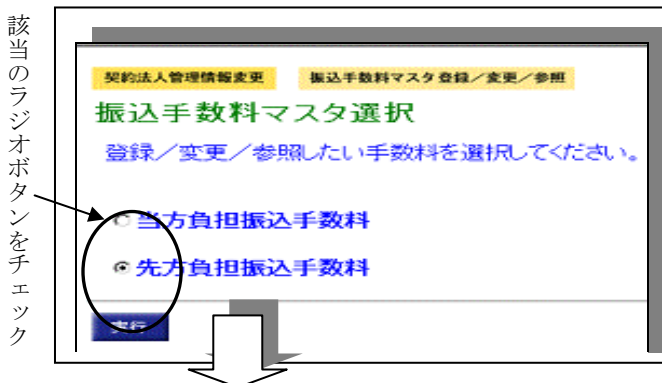 該当のラジオボタンをチェック
契約法人管理情報変更 振込手数料マスタ登録／変更／参照
振込手数料マスタ選択
登録／変更／参照したい手数料を選択してください。
当方負担振込手数料
先方負担振込手数料
実行